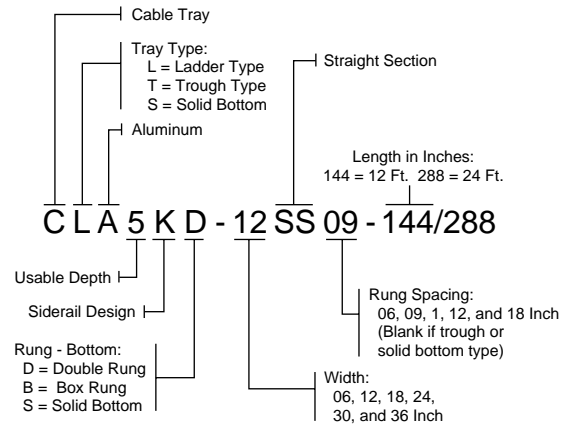 Cable Tray
Tray Type:
L = Ladder Type
T = Trough Type
S = Solid Bottom
Straight Section
Aluminum
Length in Inches:
144 = 12 Ft. 288 = 24 Ft.
C L A 5 K D - 12 SS 09 - 144/288
Usable Depth
Siderail Design
Rung - Bottom:
D = Double Rung
B = Box Rung
S = Solid Bottom
Rung Spacing:
06, 09, 1, 12, and 18 Inch
(Blank if trough or
solid bottom type)
Width:
06, 12, 18, 24,
30, and 36 Inch